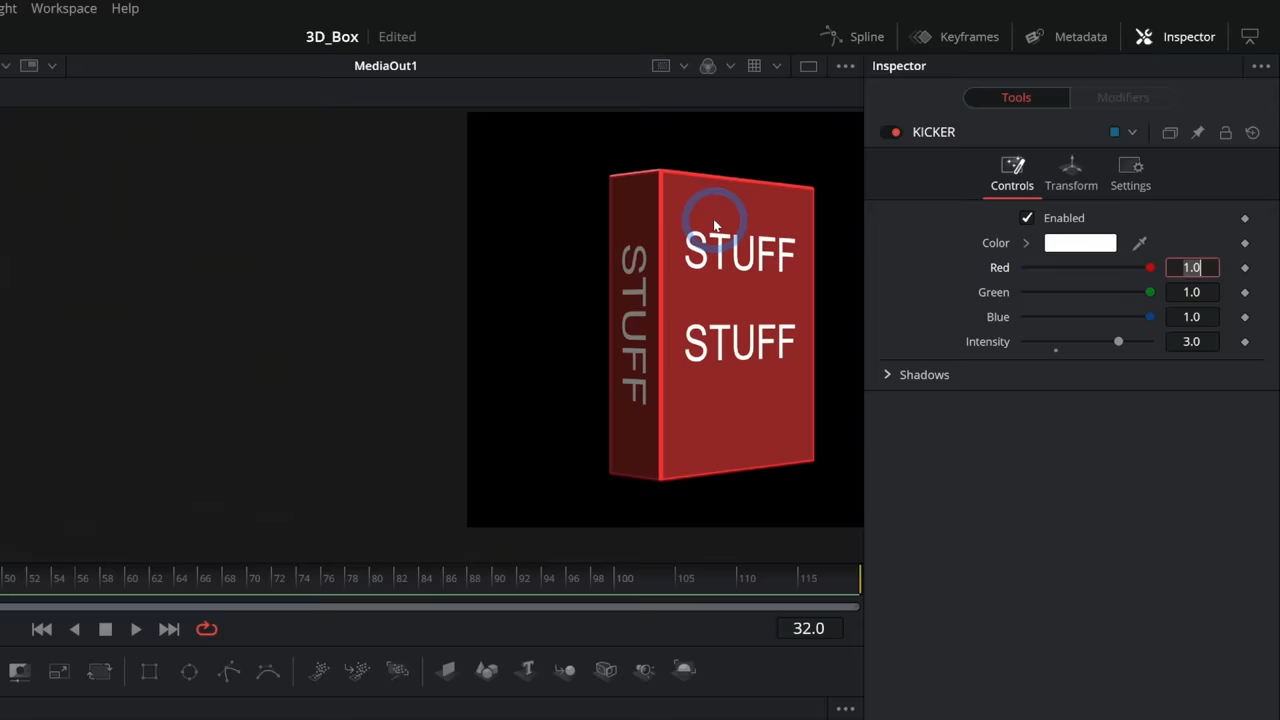 ght Workspace Help
3D_Box Edited
Spline Keyframes Metadata Inspector
MediaOut1
Inspector
Tools Modifiers
KICKER
Controls Transform Settings
Enabled
Color
Red 1.0
Green 1.0
Blue 1.0
Intensity 3.0
Shadows
STUFF
STUFF
STUFF
50 52 54 56 58 60 62 64 66 68 70 72 74 76 78 80 82 84 86 88 90 92 94 96 98 100 105 110 115
32.0
T